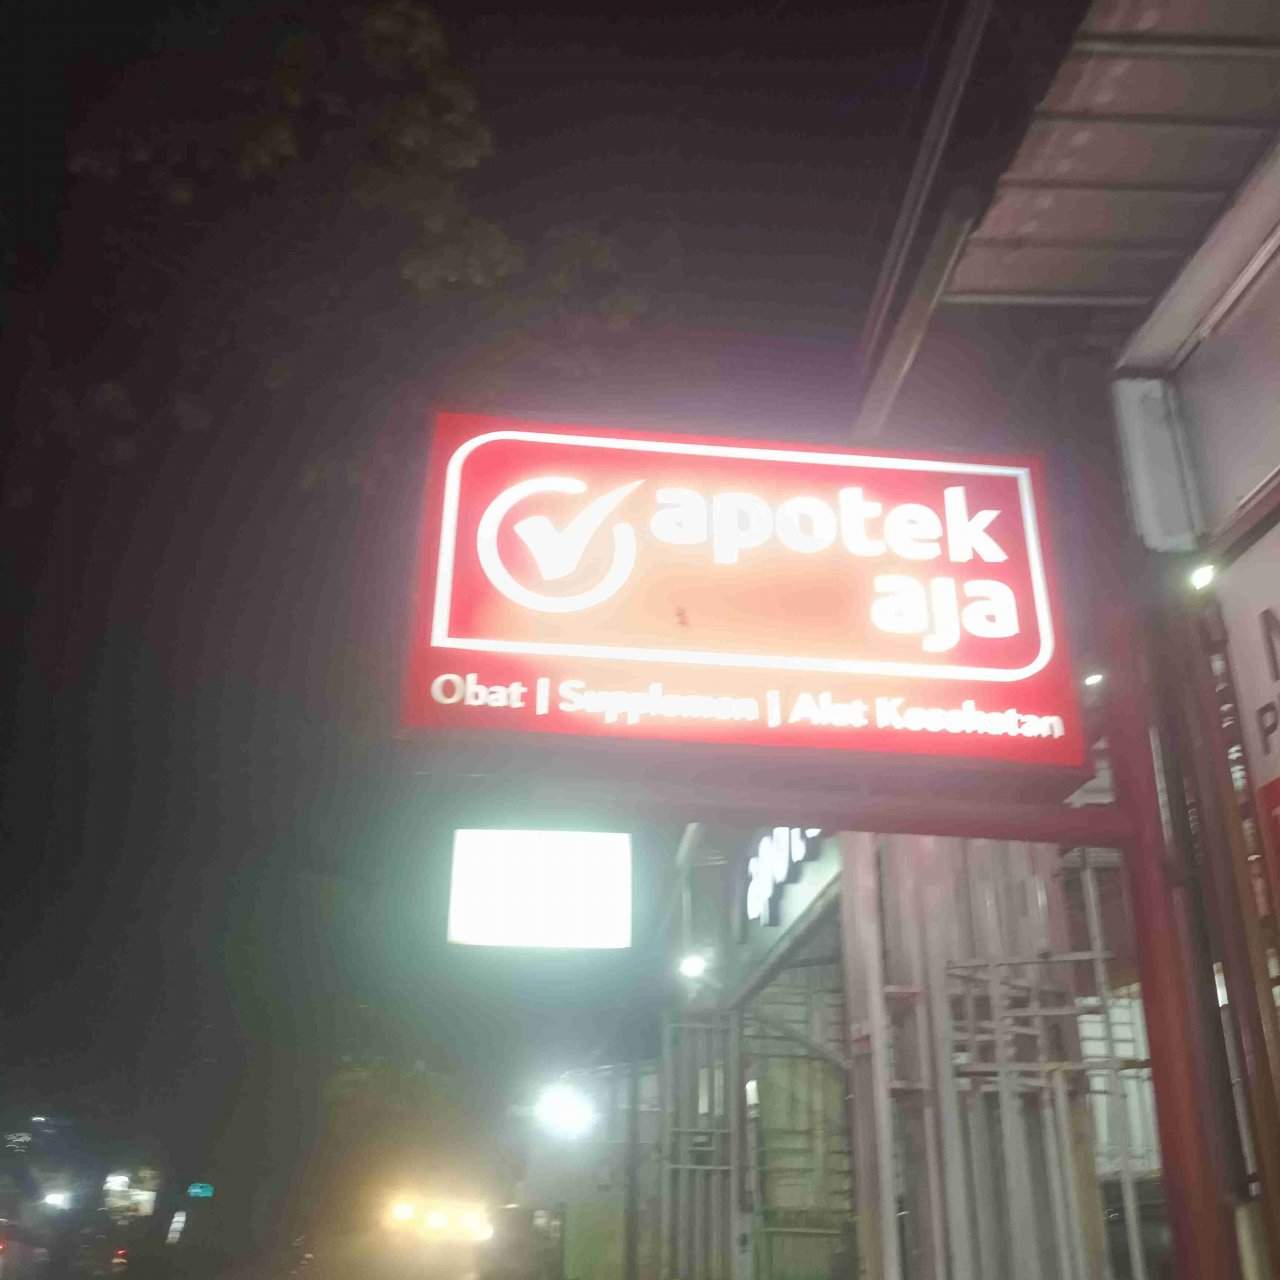 apotek
aja
Obat | Supplemen | Alat Kesehatan